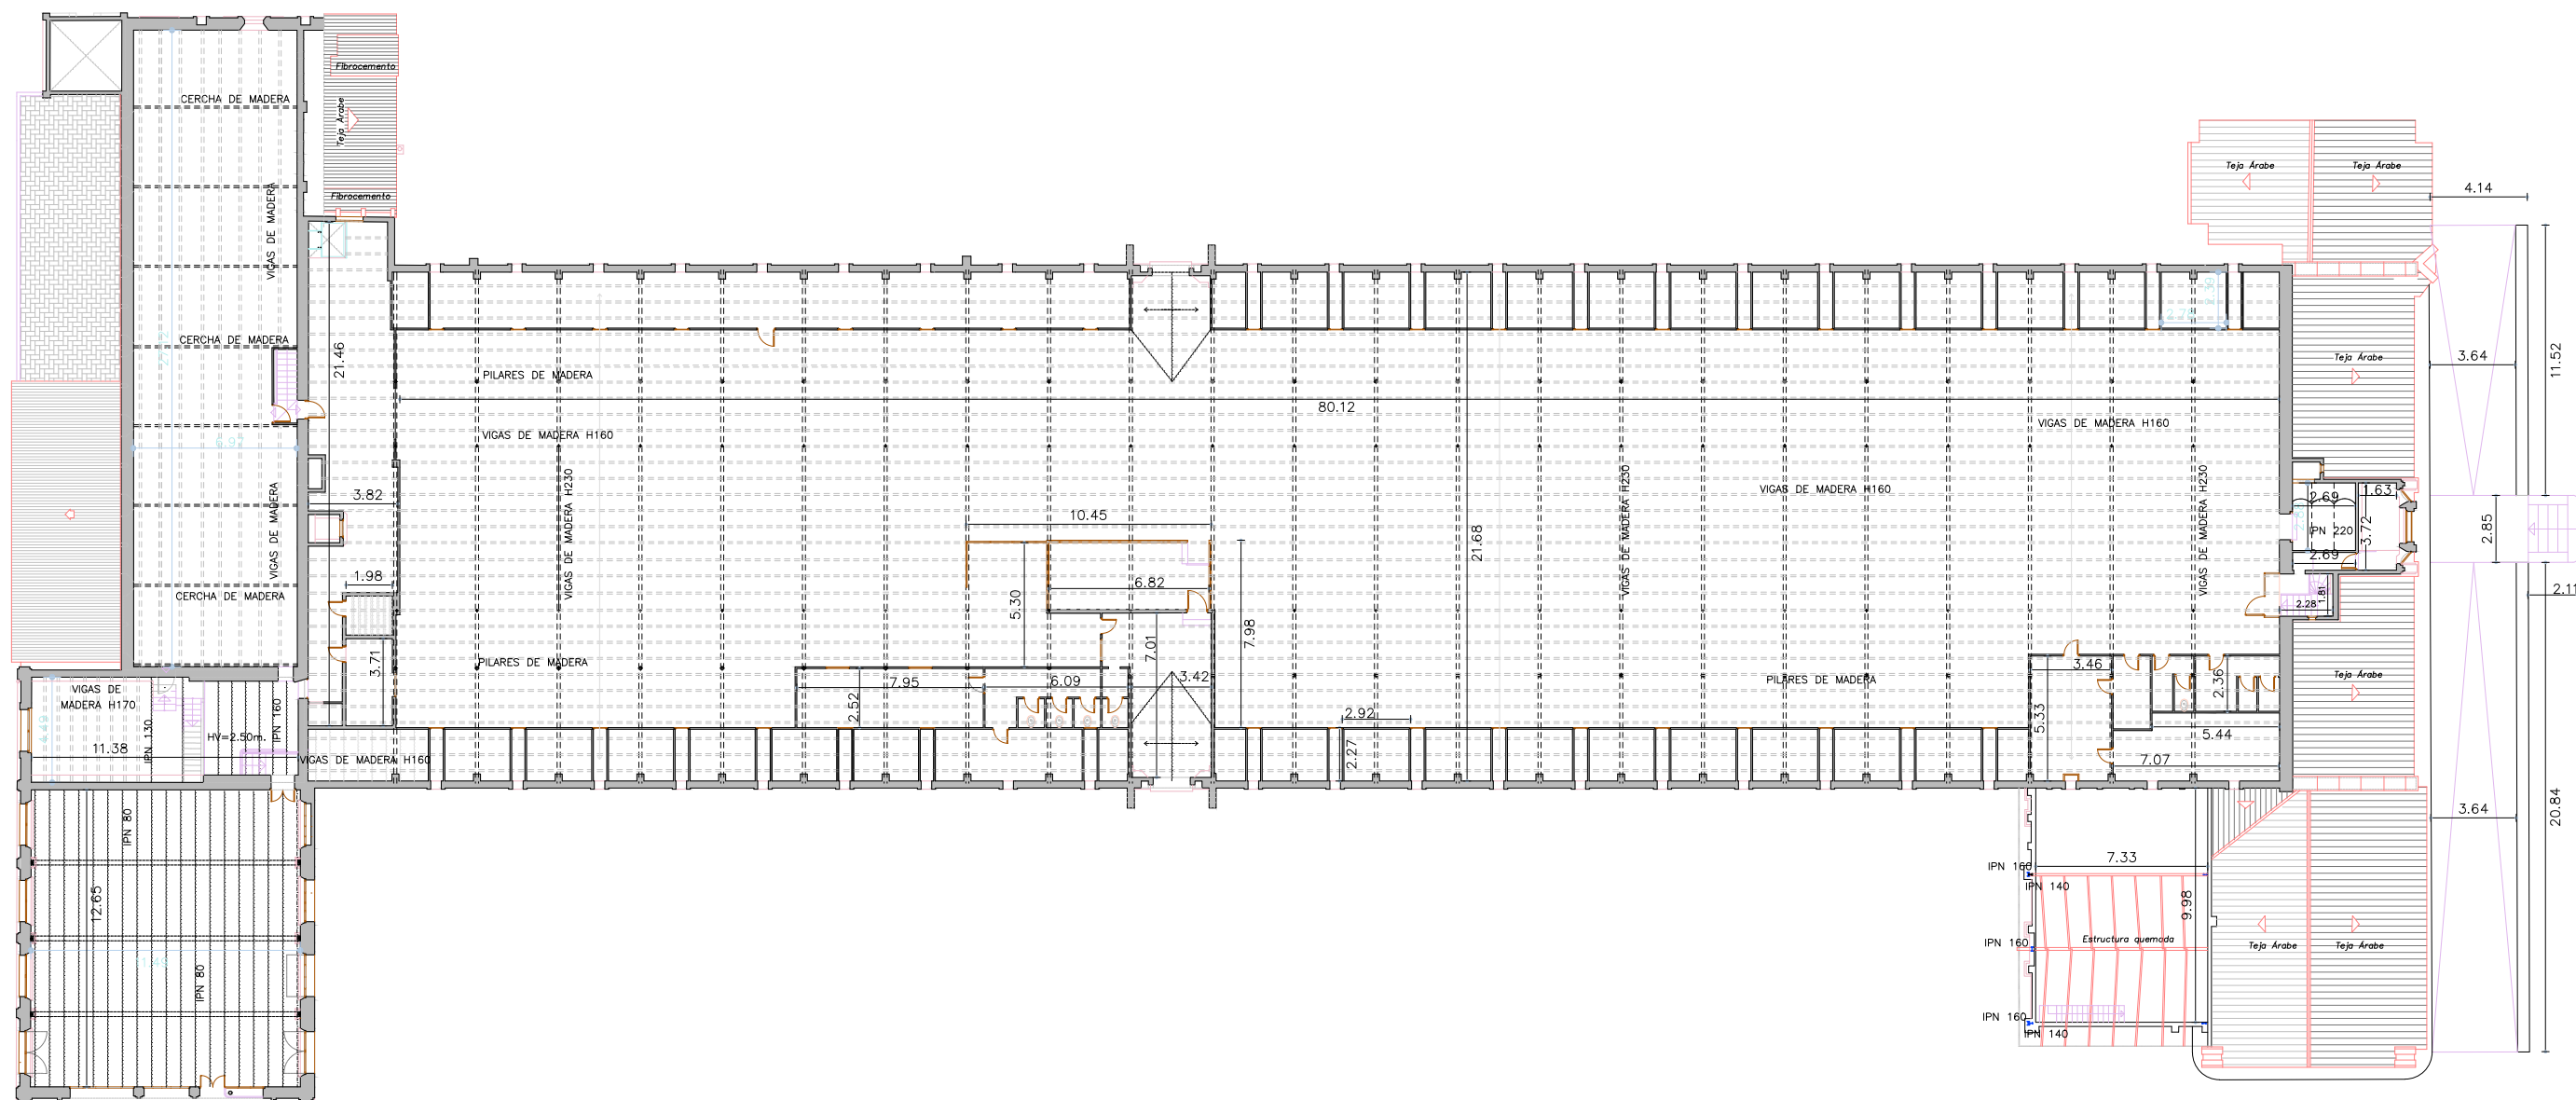 Fibrocemento
CERCHA DE MADERA
Teja Árabe
Teja Árabe
Teja Árabe
4.14
Fibrocemento
VIGAS DE MADERA
2.76
CERCHA DE MADERA
21.46
11.52
3.64
Teja Árabe
PILARES DE MADERA
80.12
VIGAS DE MADERA H160
VIGAS DE MADERA H160
6.97
VIGAS DE MADERA H160
3.82
VIGAS DE MADERA
VIGAS DE MADERA H230
10.45
21.68
VIGAS DE MADERA H230
VIGAS DE MADERA H230
2.69
1.63
IPN 220
3.72
2.85
2.69
1.98
6.82
5.30
CERCHA DE MADERA
2.28
1.81
2.11
7.98
7.01
3.71
PILARES DE MADERA
3.46
2.36
Teja Árabe
PILARES DE MADERA
7.95
6.09
3.42
VIGAS DE
MADERA H170
2.52
2.92
5.33
IPN 130
IPN 160
HV=2.50m.
11.38
5.44
VIGAS DE MADERA H160
2.27
7.07
3.64
20.84
IPN 80
7.33
IPN 160
IPN 140
12.65
9.98
Estructura quemada
IPN 160
Teja Árabe
Teja Árabe
IPN 80
IPN 160
IPN 140